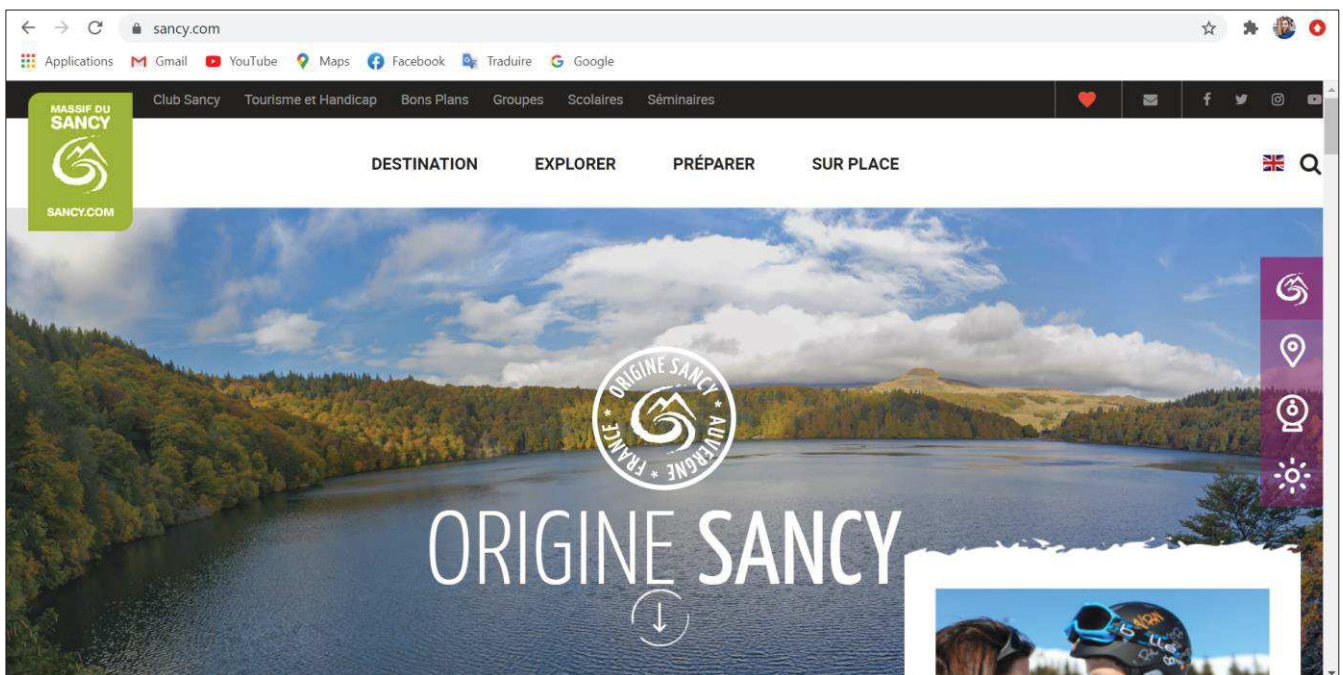 sancy.com
Applications Gmail YouTube Maps Facebook Traduire Google
Club Sancy Tourisme et Handicap Bons Plans Groupes Scolaires Séminaires
MASSIF DU
SANCY
SANCY.COM
DESTINATION EXPLORER PRÉPARER SUR PLACE
ORIGINE SANCY * AUVERGNE * FRANCE *
ORIGINE SANCY